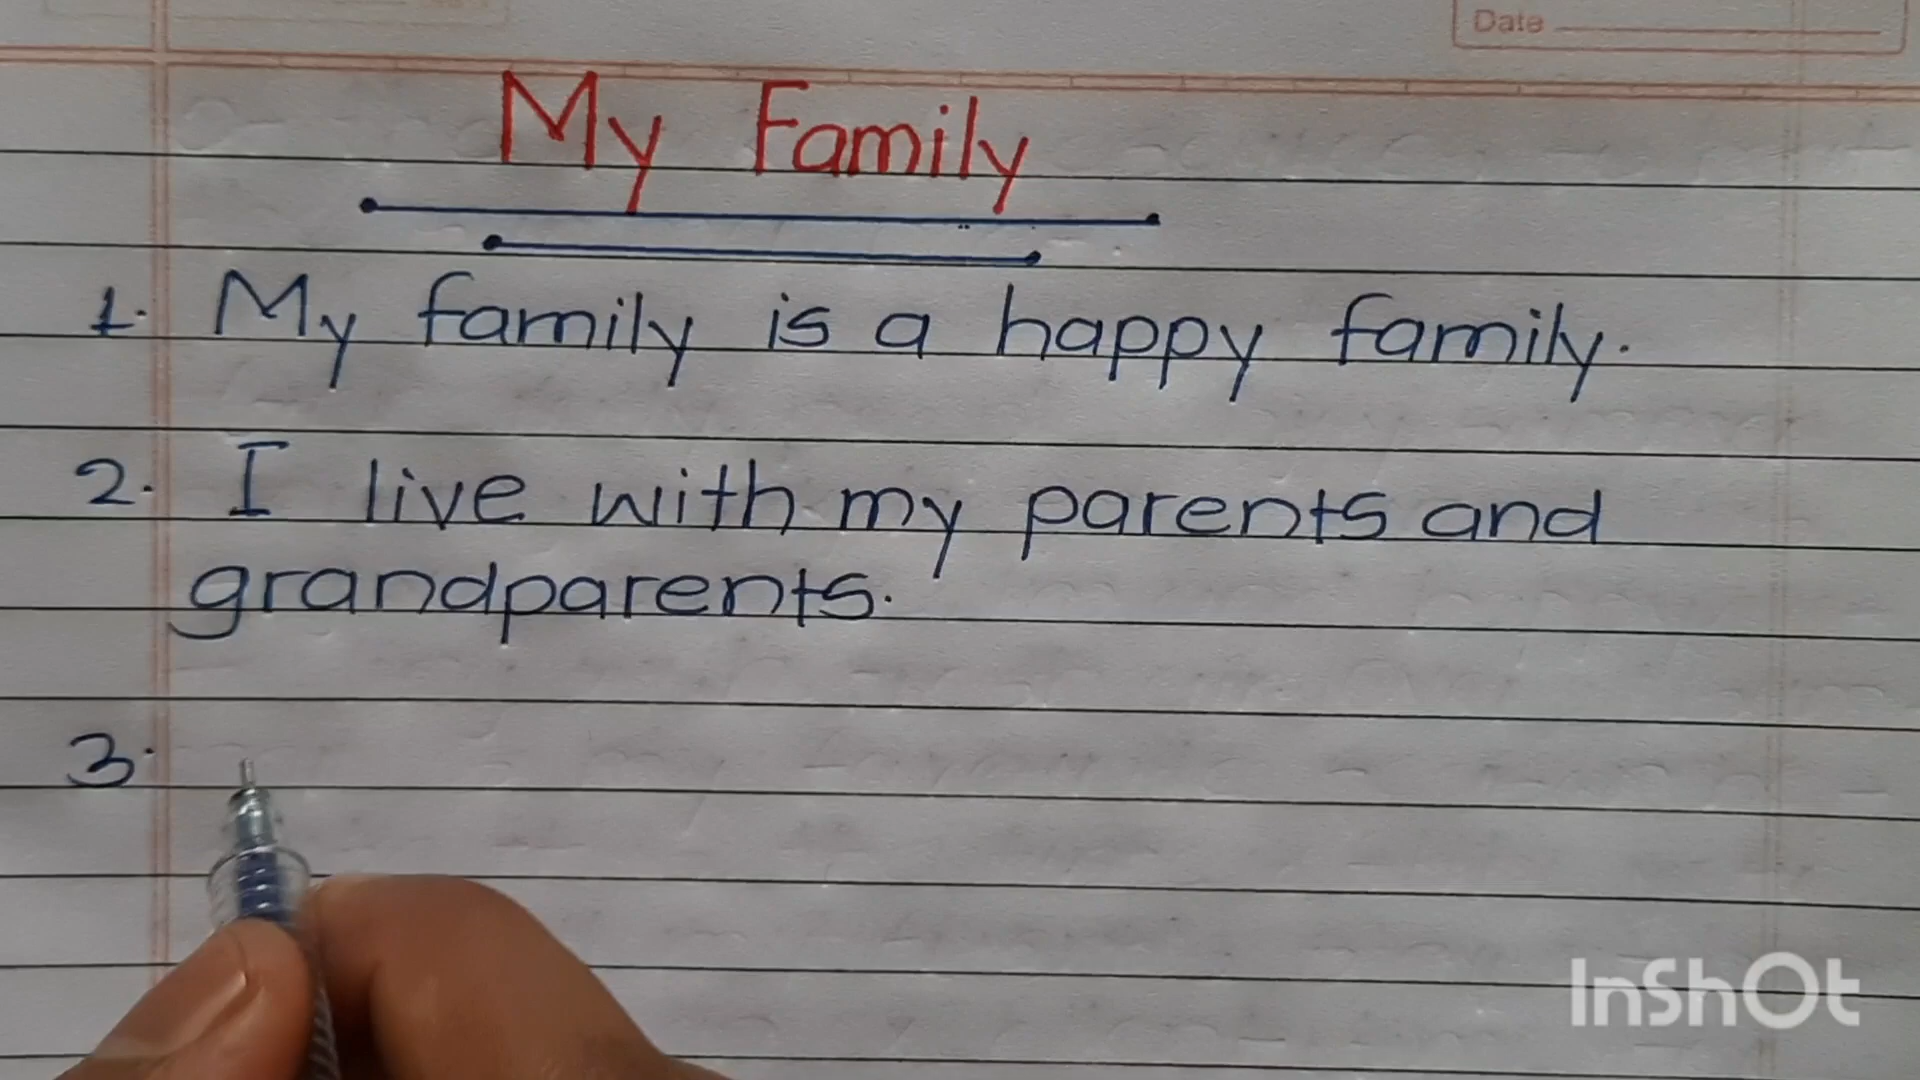 Date
My Family
1. My family is a happy family.
2. I live with my parents and
grandparents.
3.
InShOt